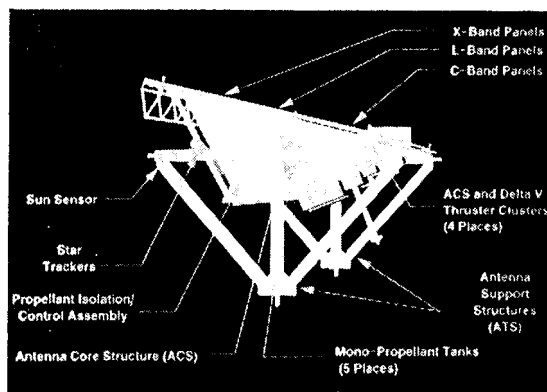 X-Band Panels
L-Band Panels
C-Band Panels
Sun Sensor
Star
Trackers
Propellant Isolation/
Control Assembly
Antenna Core Structure (ACS)
ACS and Delta V
Thruster Clusters
(4 Places)
Antenna
Support
Structures
(ATS)
Mono-Propellant Tanks
(5 Places)